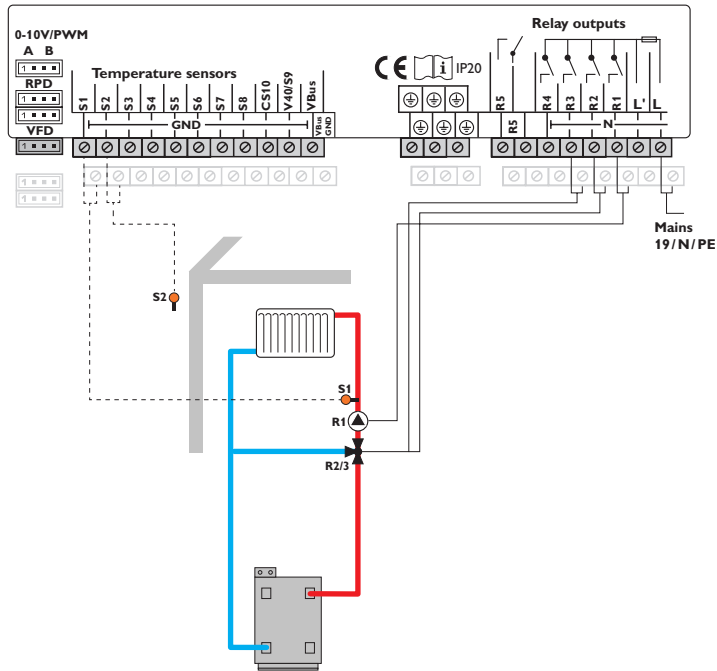 0-10V/PWM
A B
RPD
VFD
Temperature sensors
S1
S2
S3
S4
S5
S6
S7
S8
CS10
V40/S9
VBus
GND
VBus
GND
CE
i
IP20
Relay outputs
R5
R4
R3
R2
R1
L'
L
R5
N
Mains
19/N/PE
S2
S1
R1
R2/3